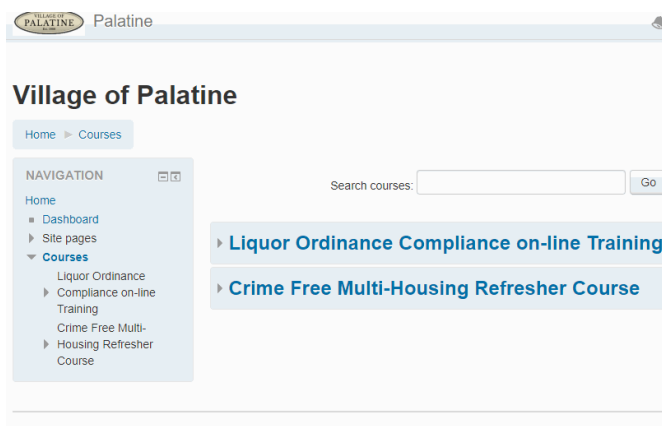 VILLAGE OF
PALATINE
Palatine
Village of Palatine
Home
Courses
NAVIGATION
Home
Dashboard
Site pages
Courses
Liquor Ordinance
Compliance on-line
Training
Crime Free Multi-
Housing Refresher
Course
Search courses:
Go
Liquor Ordinance Compliance on-line Training
Crime Free Multi-Housing Refresher Course